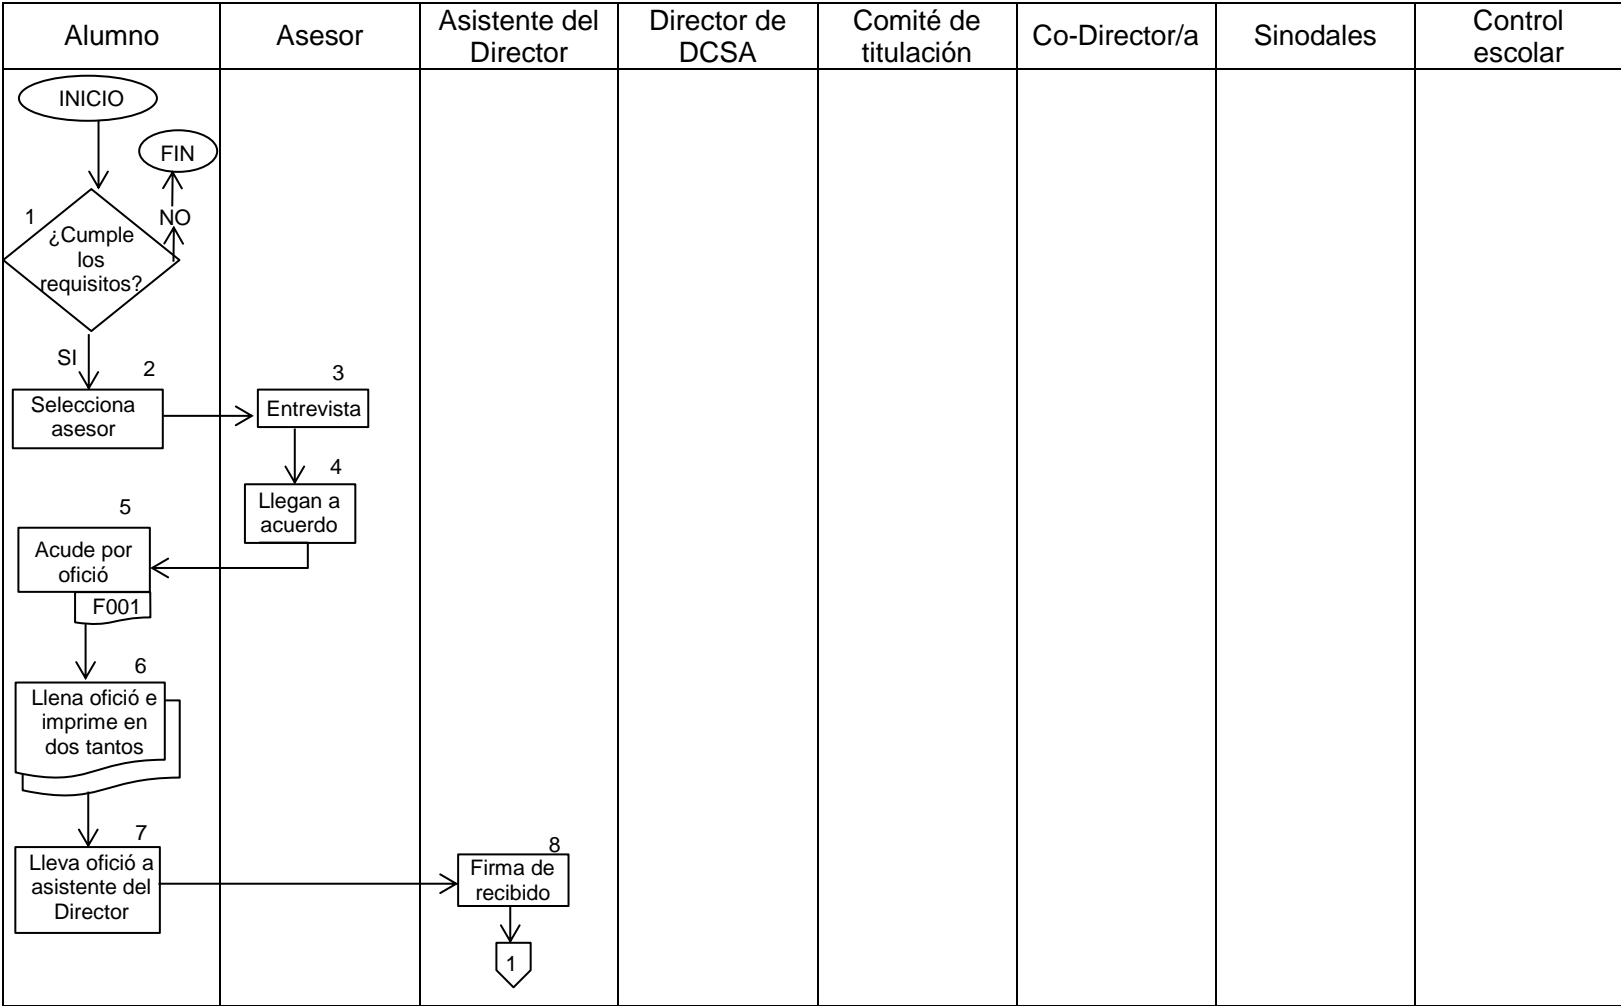 Alumno
Asesor
Asistente del
Director
Director de
DCSA
Comité de
titulación
Co-Director/a
Sinodales
Control
escolar
INICIO
FIN
NO
1
¿Cumple
los
requisitos?
SI
2
Selecciona
asesor
3
Entrevista
4
Llegan a
acuerdo
5
Acude por
ofició
F001
6
Llena ofició e
imprime en
dos tantos
7
Lleva ofició a
asistente del
Director
8
Firma de
recibido
1